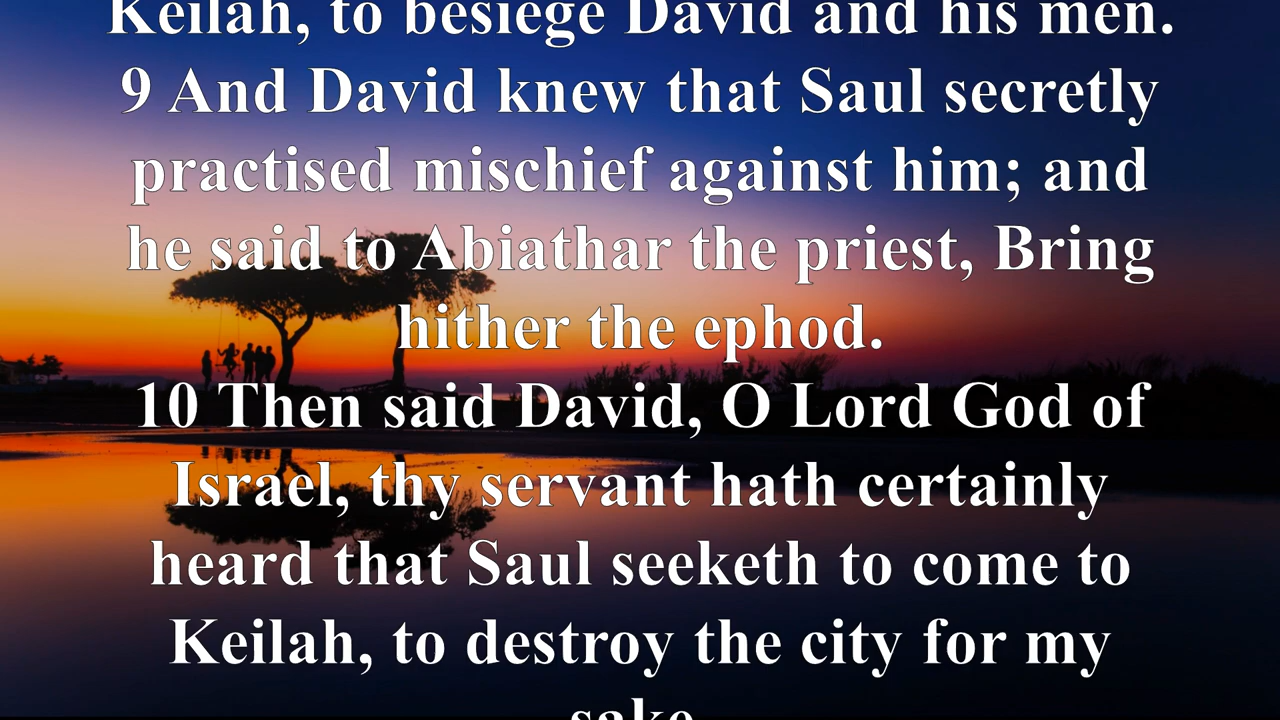 Keilah, to besiege David and his men.
9 And David knew that Saul secretly
practised mischief against him; and
he said to Abiathar the priest, Bring
hither the ephod.
10 Then said David, O Lord God of
Israel, thy servant hath certainly
heard that Saul seeketh to come to
Keilah, to destroy the city for my
sake.